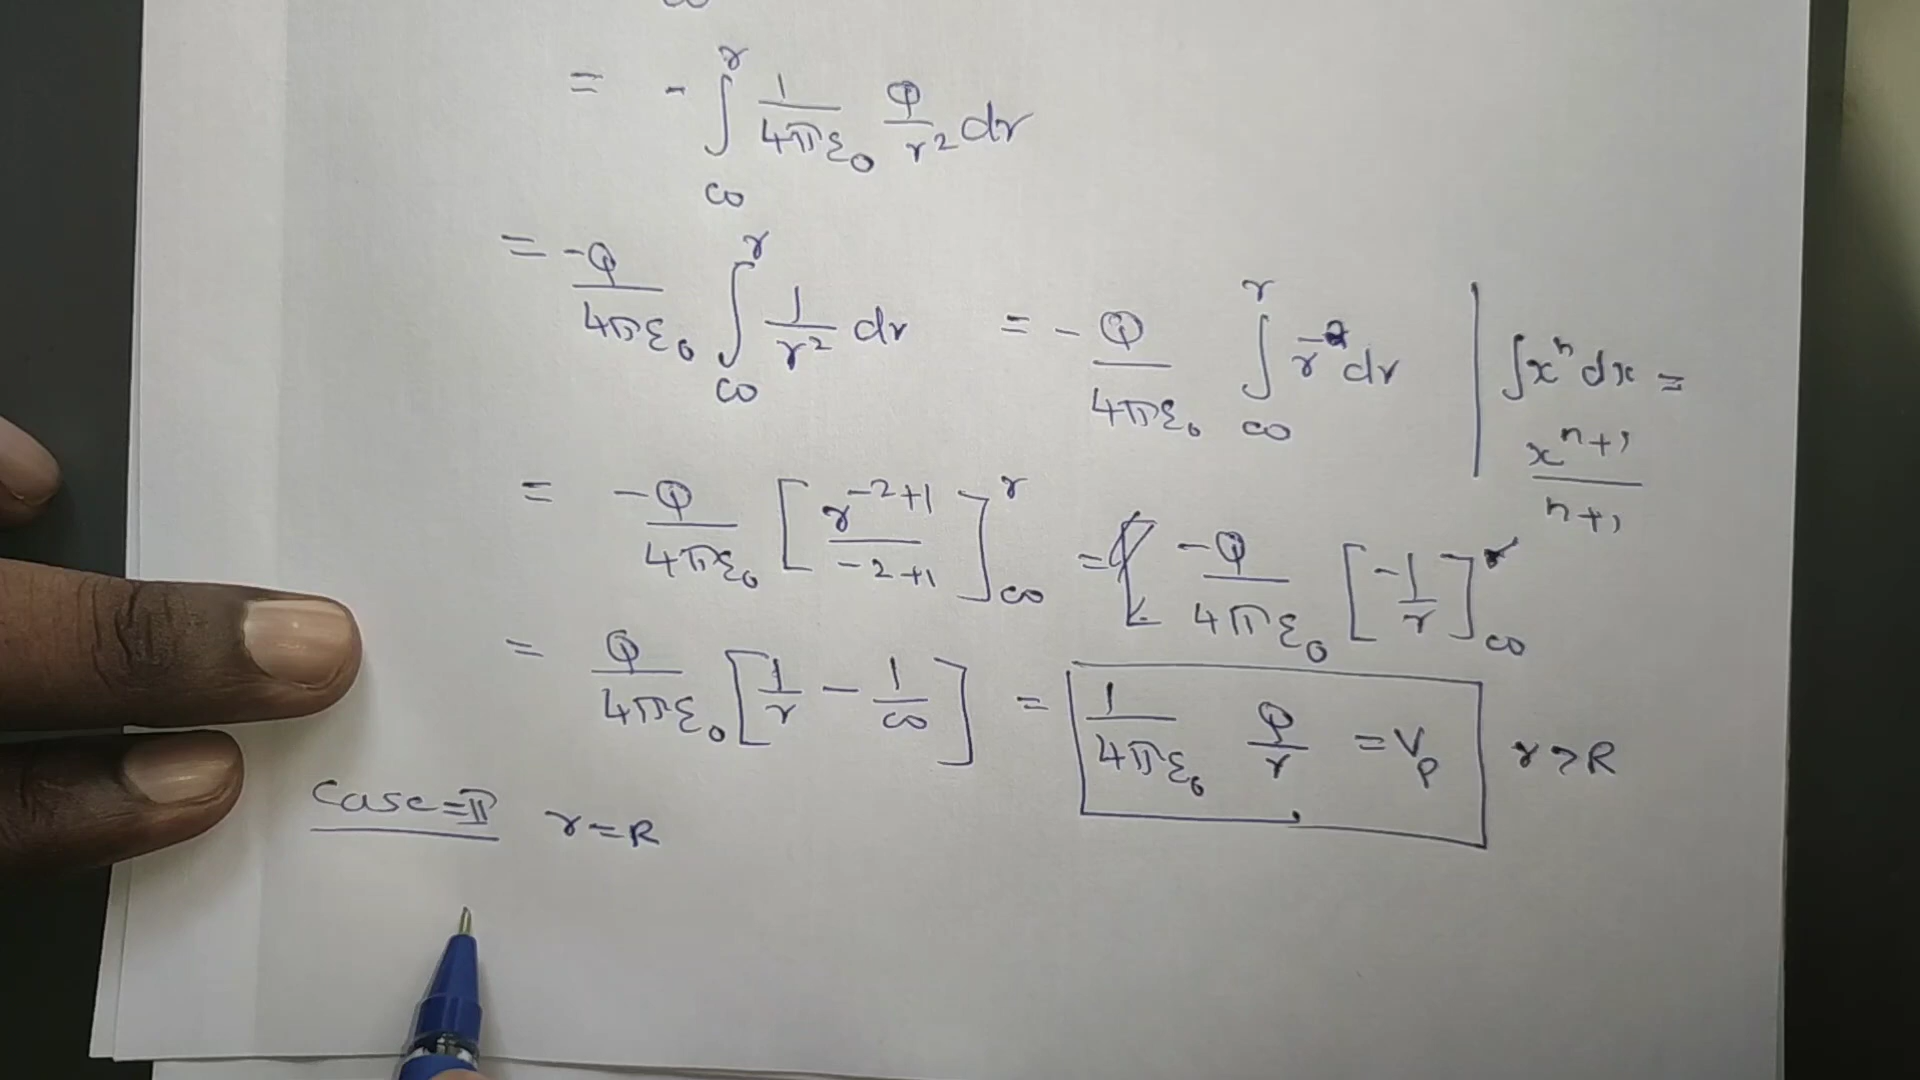 = - ∫_∞^r 1/4πε₀ Q/r² dr
= -Q/4πε₀ ∫_∞^r 1/r² dr = - Q/4πε₀ ∫_∞^r r⁻² dr | ∫xⁿ dx =
xⁿ⁺¹/n+1
= -Q/4πε₀ [r⁻²⁺¹/-2+1]_∞^r = -Q/4πε₀ [-1/r]_∞^r
= Q/4πε₀ [1/r - 1/∞] = 1/4πε₀ Q/r = V_P r>R
Case=II r=R